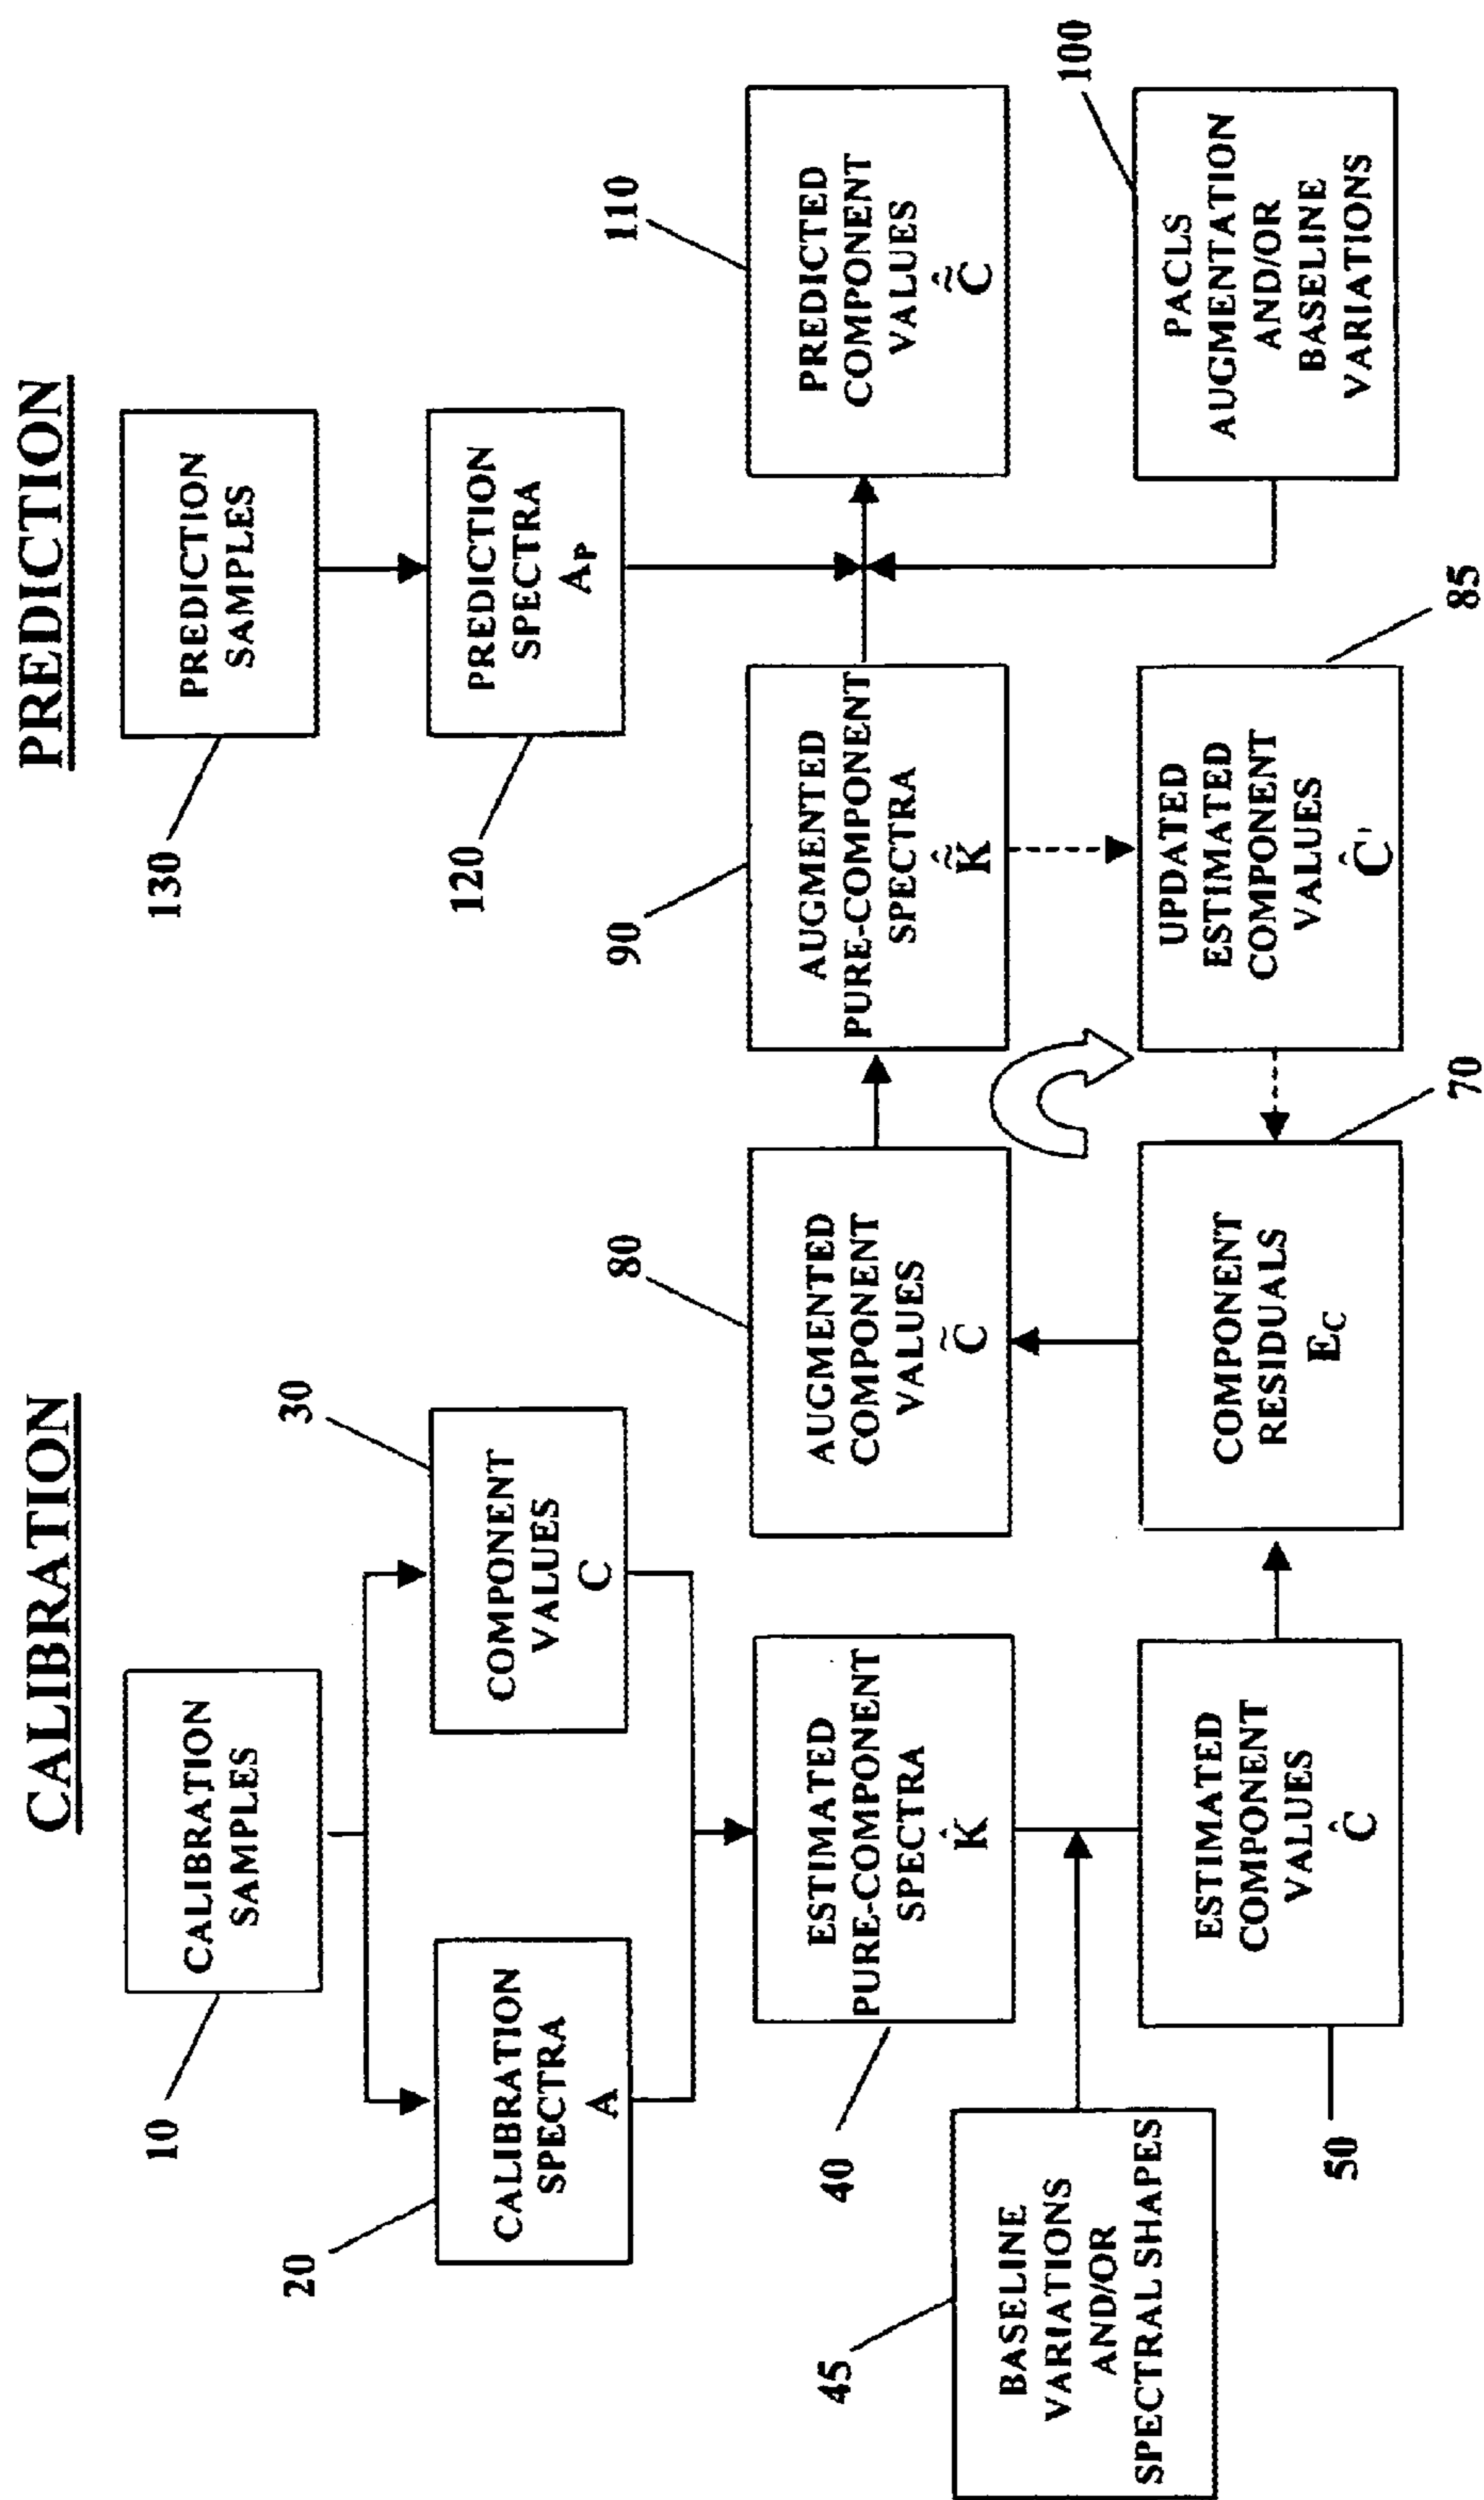 CALIBRATION
10
CALIBRATION
SAMPLES
20
CALIBRATION
SPECTRA
A
30
COMPONENT
VALUES
C
40
ESTIMATED
PURE-COMPONENT
SPECTRA
K̂
45
BASELINE
VARIATIONS
AND/OR
SPECTRAL SHAPES
50
ESTIMATED
COMPONENT
VALUES
Ĉ
70
COMPONENT
RESIDUALS
E_C
80
AUGMENTED
COMPONENT
VALUES
C̃
90
AUGMENTED
PURE-COMPONENT
SPECTRA
K̃̂
85
UPDATED
ESTIMATED
COMPONENT
VALUES
Ĉ'
PREDICTION
130
PREDICTION
SAMPLES
120
PREDICTION
SPECTRA
A_P
110
PREDICTED
COMPONENT
VALUES
C̃̂
100
PACLS
AUGMENTATION
AND/OR
BASELINE
VARIATIONS